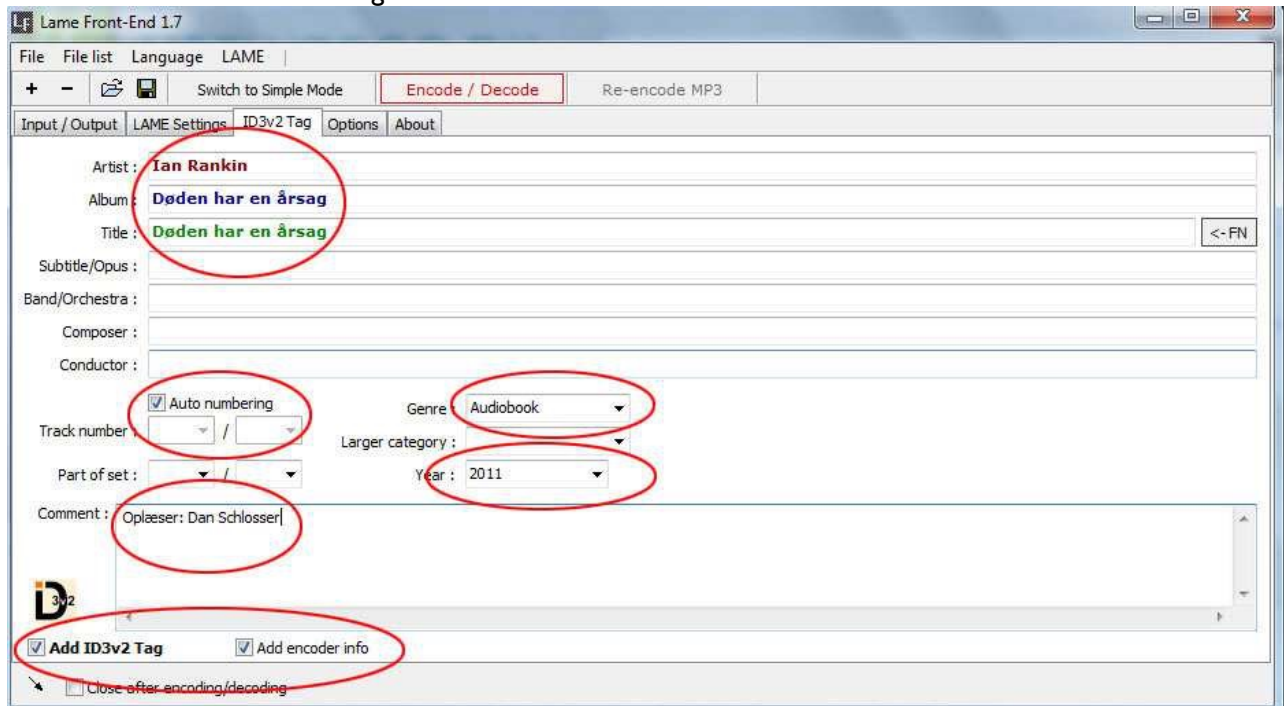 Lame Front-End 1.7
File File list Language LAME
+ - Switch to Simple Mode Encode / Decode Re-encode MP3
Input / Output LAME Settings ID3v2 Tag Options About
Artist : Ian Rankin
Album : Døden har en årsag
Title : Døden har en årsag <- FN
Subtitle/Opus :
Band/Orchestra :
Composer :
Conductor :
Auto numbering Genre : Audiobook
Track number : / Larger category :
Part of set : / Year : 2011
Comment : Oplæser: Dan Schlosser
ID3v2
Add ID3v2 Tag Add encoder info
Close after encoding/decoding